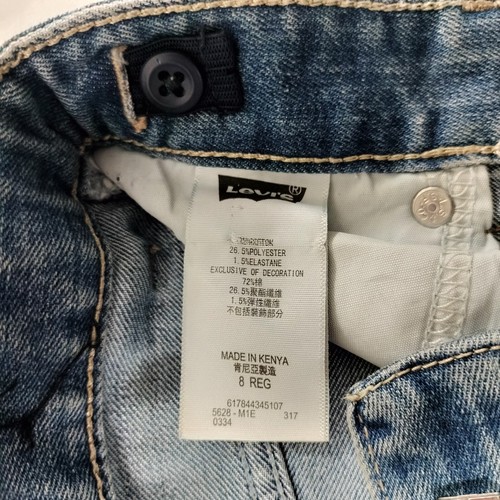 Levi's®
26.5%POLYESTER
1.5%ELASTANE
EXCLUSIVE OF DECORATION
72%棉
26.5%聚酯纖維
1.5%彈性纖維
不包括裝飾部分
MADE IN KENYA
肯尼亞製造
8 REG
617844345107
5628 - M1E 317
0334